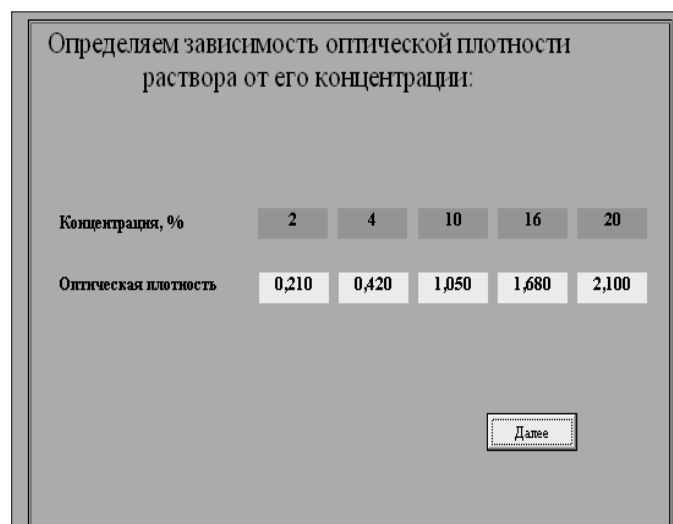 Определяем зависимость оптической плотности
раствора от его концентрации:
Концентрация, % 2 4 10 16 20
Оптическая плотность 0,210 0,420 1,050 1,680 2,100
Далее